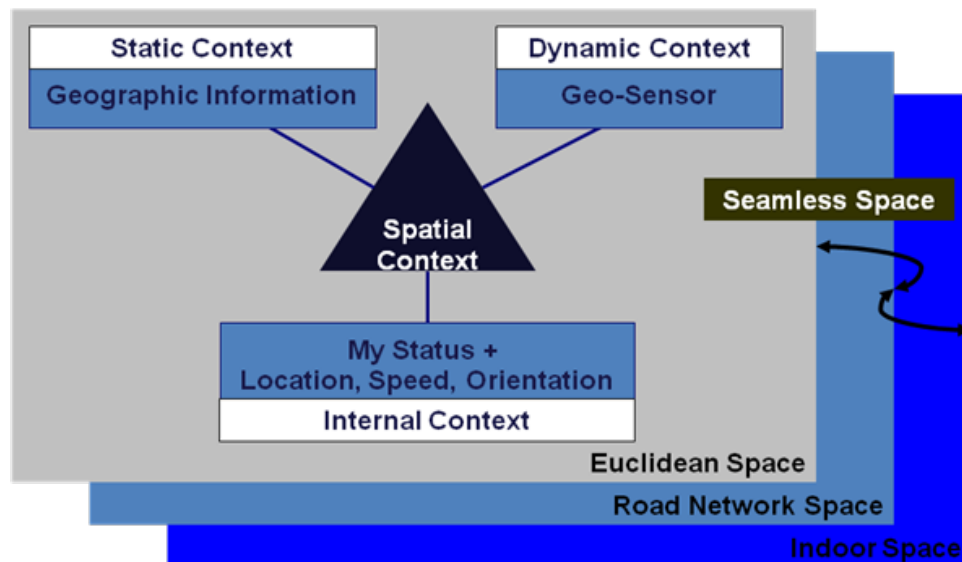 Static Context
Geographic Information
Dynamic Context
Geo-Sensor
Seamless Space
Spatial
Context
My Status +
Location, Speed, Orientation
Internal Context
Euclidean Space
Road Network Space
Indoor Space